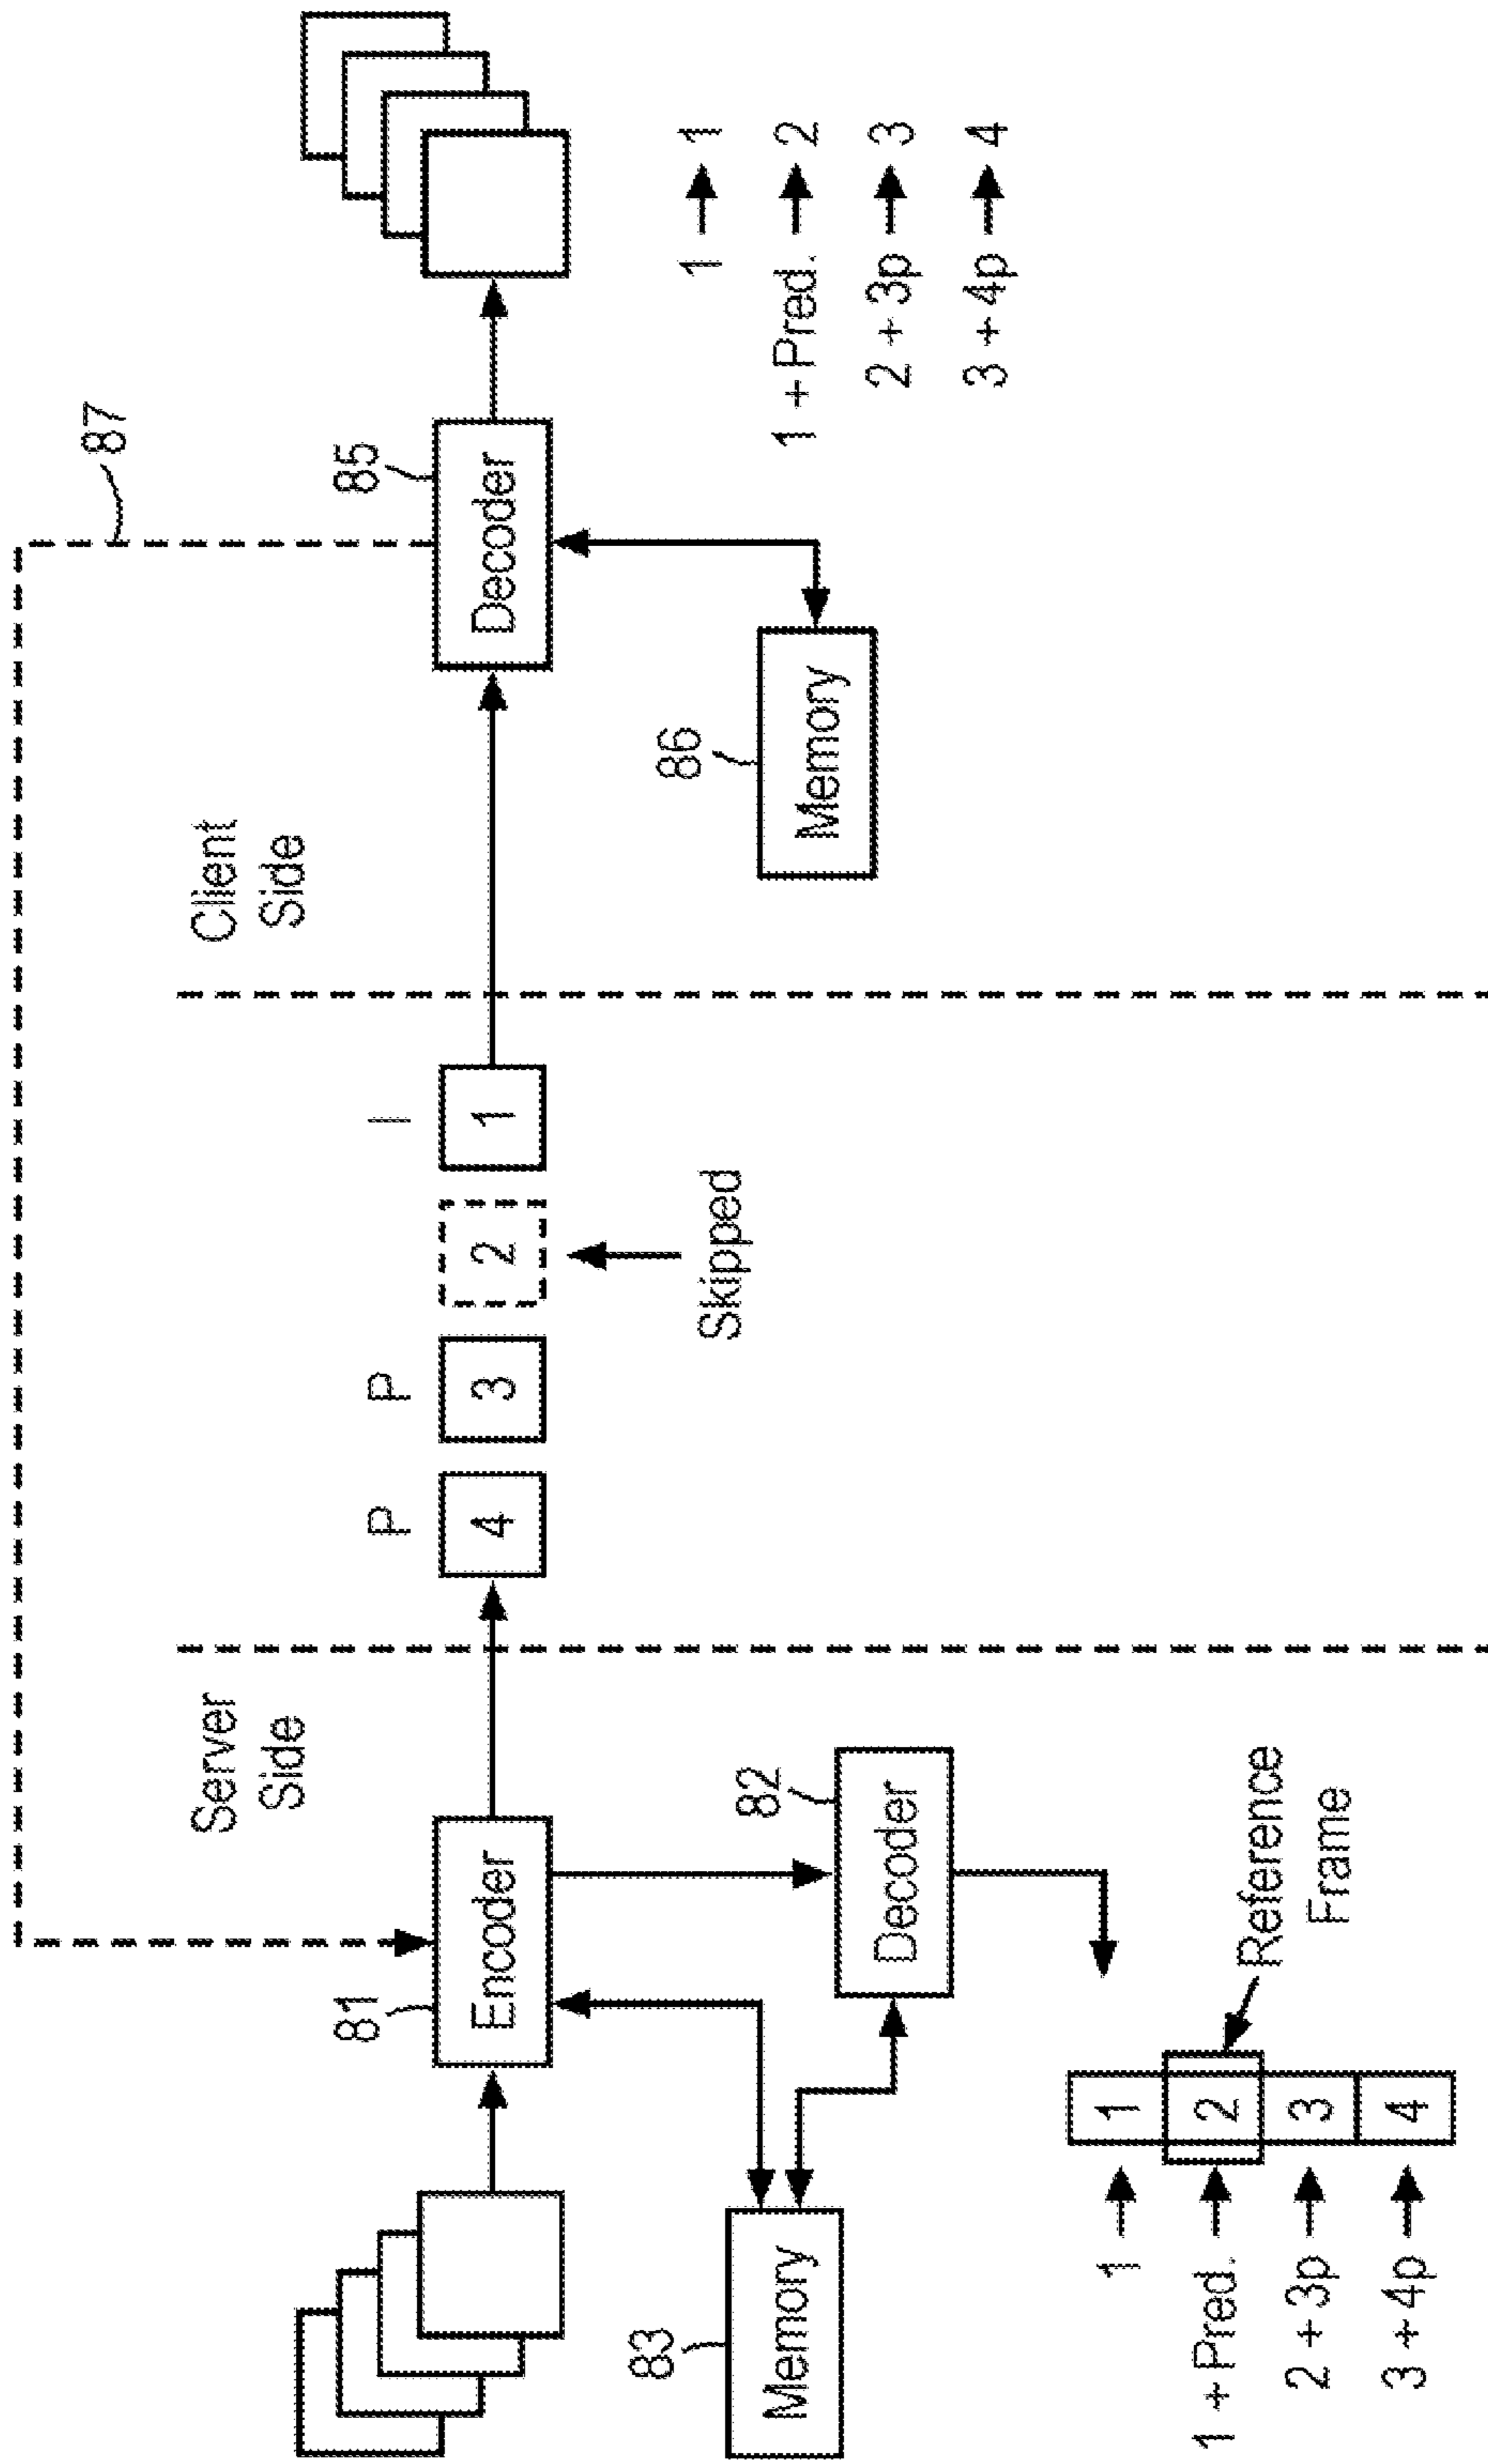 87
Server
Side
Client
Side
81
Encoder
P
4
P
3
2
I
1
Skipped
85
Decoder
83
Memory
82
Decoder
86
Memory
Reference
Frame
1
1
1 + Pred.
2
2 + 3p
3
3 + 4p
4
1
1
1 + Pred.
2
2 + 3p
3
3 + 4p
4